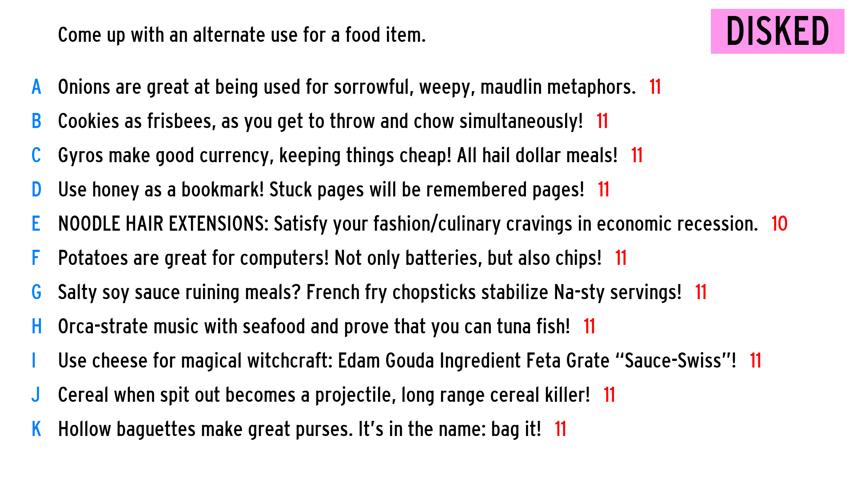 Come up with an alternate use for a food item.
DISKED
A Onions are great at being used for sorrowful, weepy, maudlin metaphors. 11
B Cookies as frisbees, as you get to throw and chow simultaneously! 11
C Gyros make good currency, keeping things cheap! All hail dollar meals! 11
D Use honey as a bookmark! Stuck pages will be remembered pages! 11
E NOODLE HAIR EXTENSIONS: Satisfy your fashion/culinary cravings in economic recession. 10
F Potatoes are great for computers! Not only batteries, but also chips! 11
G Salty soy sauce ruining meals? French fry chopsticks stabilize Na-sty servings! 11
H Orca-strate music with seafood and prove that you can tuna fish! 11
I Use cheese for magical witchcraft: Edam Gouda Ingredient Feta Grate “Sauce-Swiss”! 11
J Cereal when spit out becomes a projectile, long range cereal killer! 11
K Hollow baguettes make great purses. It’s in the name: bag it! 11